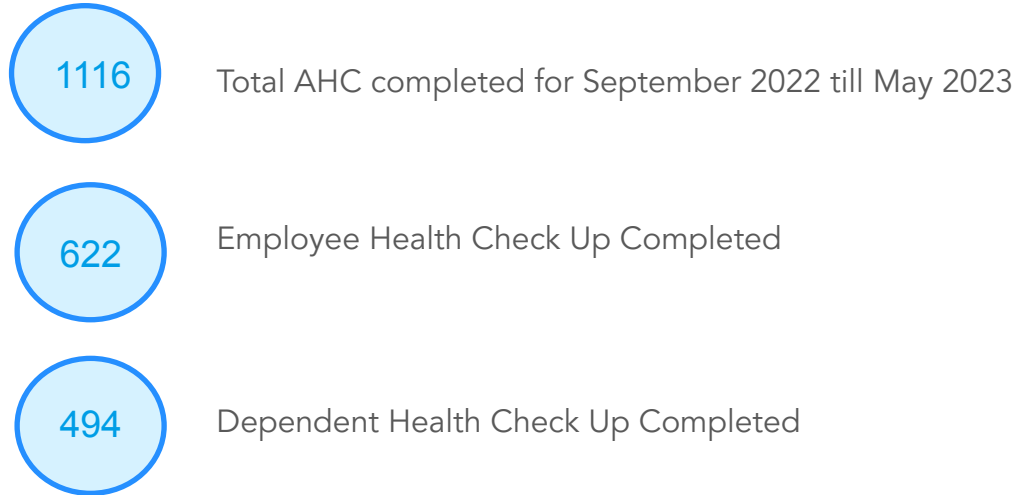 1116
Total AHC completed for September 2022 till May 2023
622
Employee Health Check Up Completed
494
Dependent Health Check Up Completed